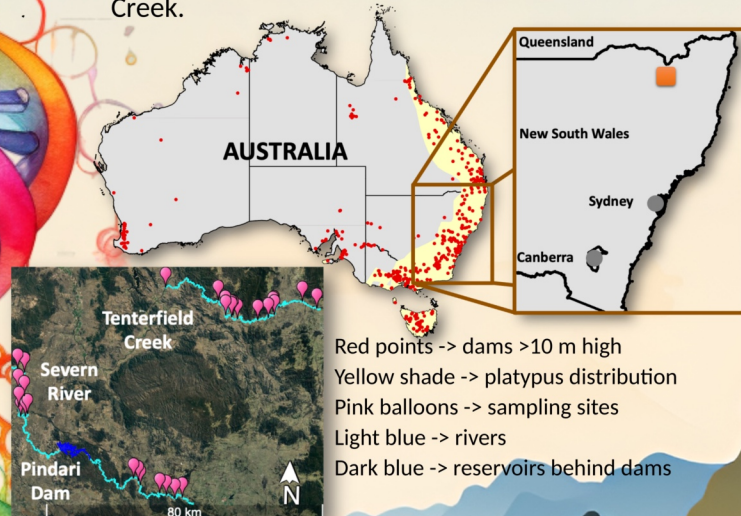 Creek.
AUSTRALIA
Queensland
New South Wales
Sydney
Canberra
Tenterfield
Creek
Severn
River
Pindari
Dam
N
80 km
Red points -> dams >10 m high
Yellow shade -> platypus distribution
Pink balloons -> sampling sites
Light blue -> rivers
Dark blue -> reservoirs behind dams